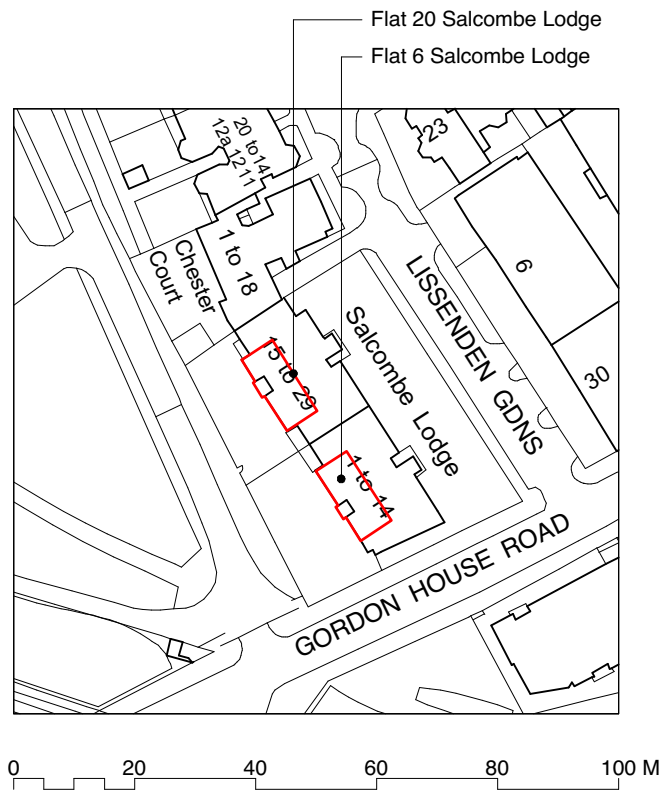 Flat 20 Salcombe Lodge
Flat 6 Salcombe Lodge
23
20 to 14
12a 12 11
1 to 18
Chester
Court
LISSENDEN GDNS
6
30
Salcombe Lodge
15 to 29
1 to 14
GORDON HOUSE ROAD
0 20 40 60 80 100 M